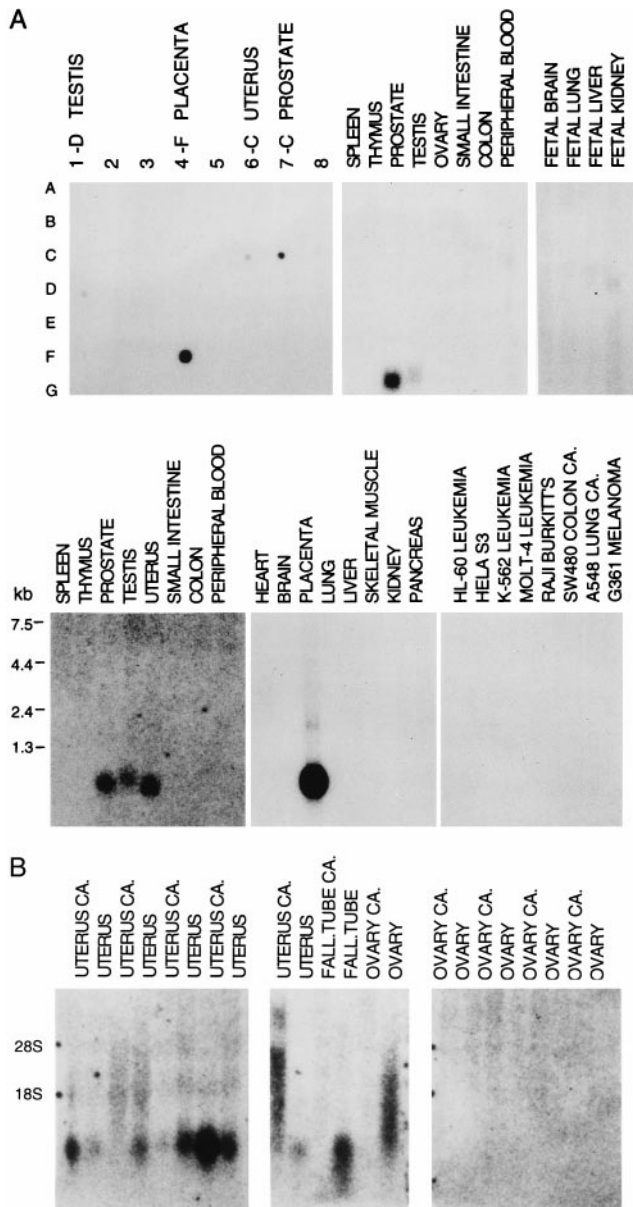 A
1-D TESTIS
2
3
4-F PLACENTA
5
6-C UTERUS
7-C PROSTATE
8
A
B
C
D
E
F
G
SPLEEN
THYMUS
PROSTATE
TESTIS
OVARY
SMALL INTESTINE
COLON
PERIPHERAL BLOOD
FETAL BRAIN
FETAL LUNG
FETAL LIVER
FETAL KIDNEY
kb
7.5
4.4
2.4
1.3
SPLEEN
THYMUS
PROSTATE
TESTIS
UTERUS
SMALL INTESTINE
COLON
PERIPHERAL BLOOD
HEART
BRAIN
PLACENTA
LUNG
LIVER
SKELETAL MUSCLE
KIDNEY
PANCREAS
HL-60 LEUKEMIA
HELA S3
K-562 LEUKEMIA
MOLT-4 LEUKEMIA
RAJI BURKITT'S
SW480 COLON CA.
A548 LUNG CA.
G361 MELANOMA
B
28S
18S
UTERUS CA.
UTERUS
UTERUS CA.
UTERUS
UTERUS CA.
UTERUS
UTERUS CA.
UTERUS
UTERUS CA.
UTERUS
FALL. TUBE CA.
FALL. TUBE
OVARY CA.
OVARY
OVARY CA.
OVARY
OVARY CA.
OVARY
OVARY CA.
OVARY
OVARY CA.
OVARY